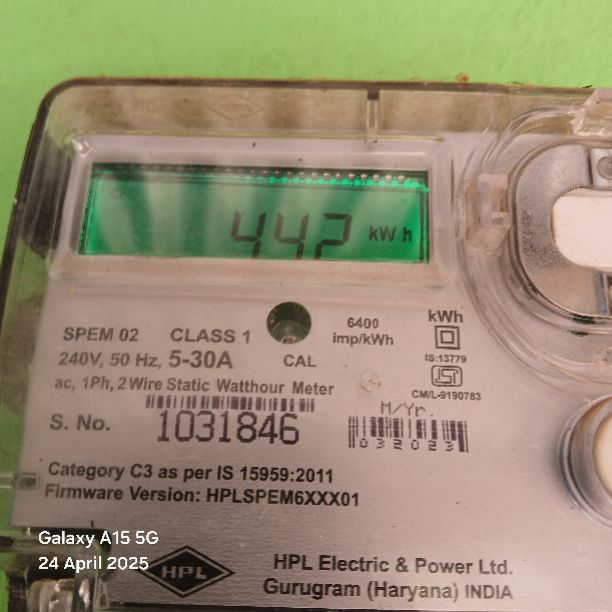 442 kWh
SPEM 02 CLASS 1
240V, 50 Hz, 5-30A
ac, 1Ph, 2 Wire Static Watthour Meter
CAL
6400
imp/kWh
kWh
IS:13779
ISI
CM/L-9190783
S. No. 1031846
M/Yr.
032023
Category C3 as per IS 15959:2011
Firmware Version: HPLSPEM6XXX01
HPL
HPL Electric & Power Ltd.
Gurugram (Haryana) INDIA
Galaxy A15 5G
24 April 2025